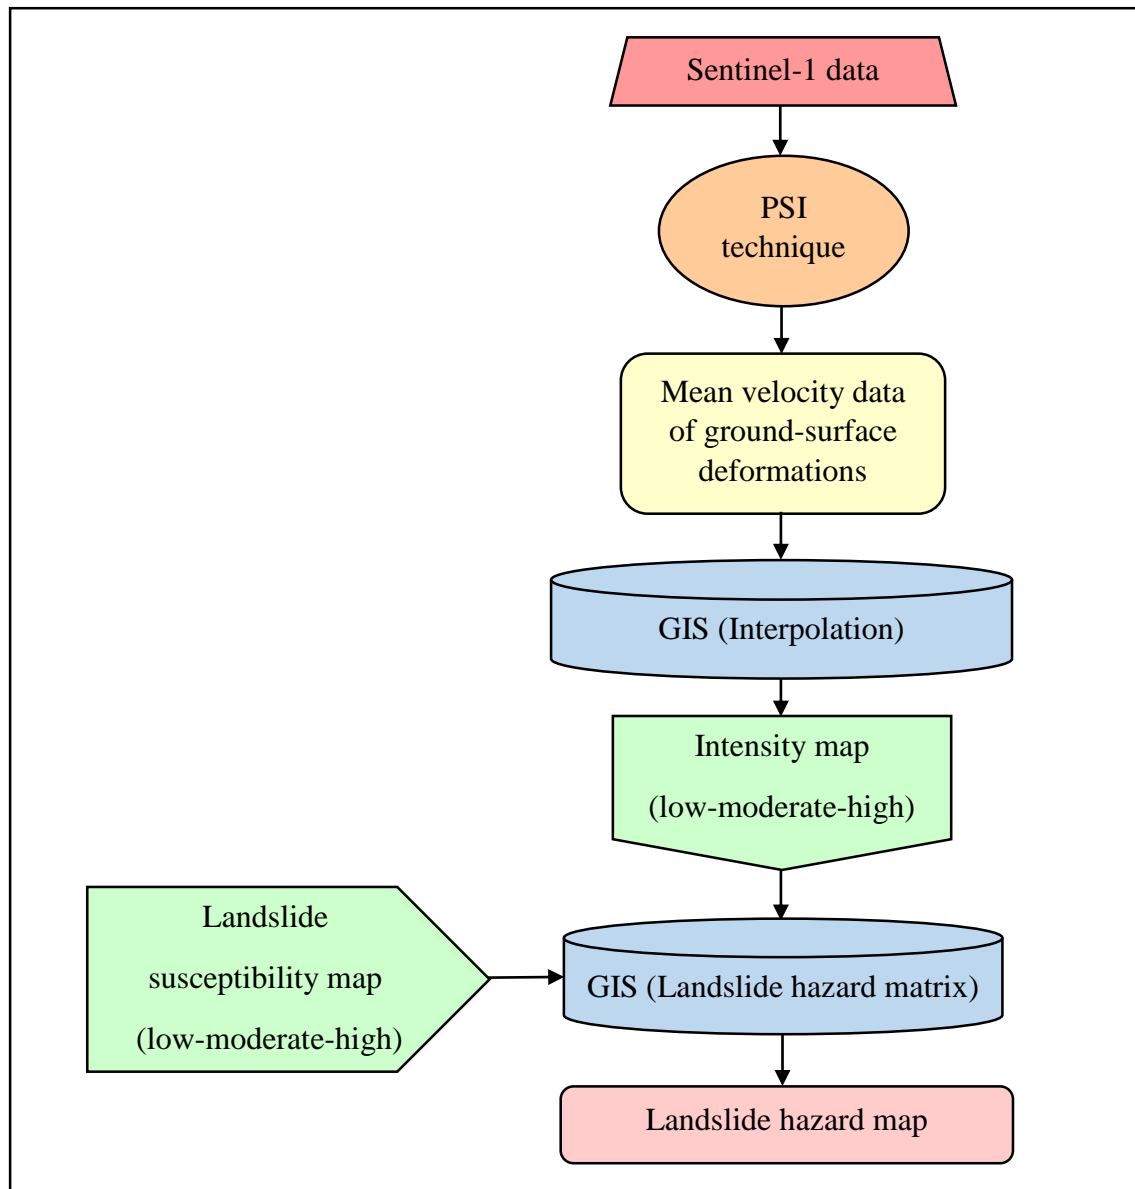 Sentinel-1 data
PSI
technique
Mean velocity data
of ground-surface
deformations
GIS (Interpolation)
Intensity map
(low-moderate-high)
Landslide
susceptibility map
(low-moderate-high)
GIS (Landslide hazard matrix)
Landslide hazard map